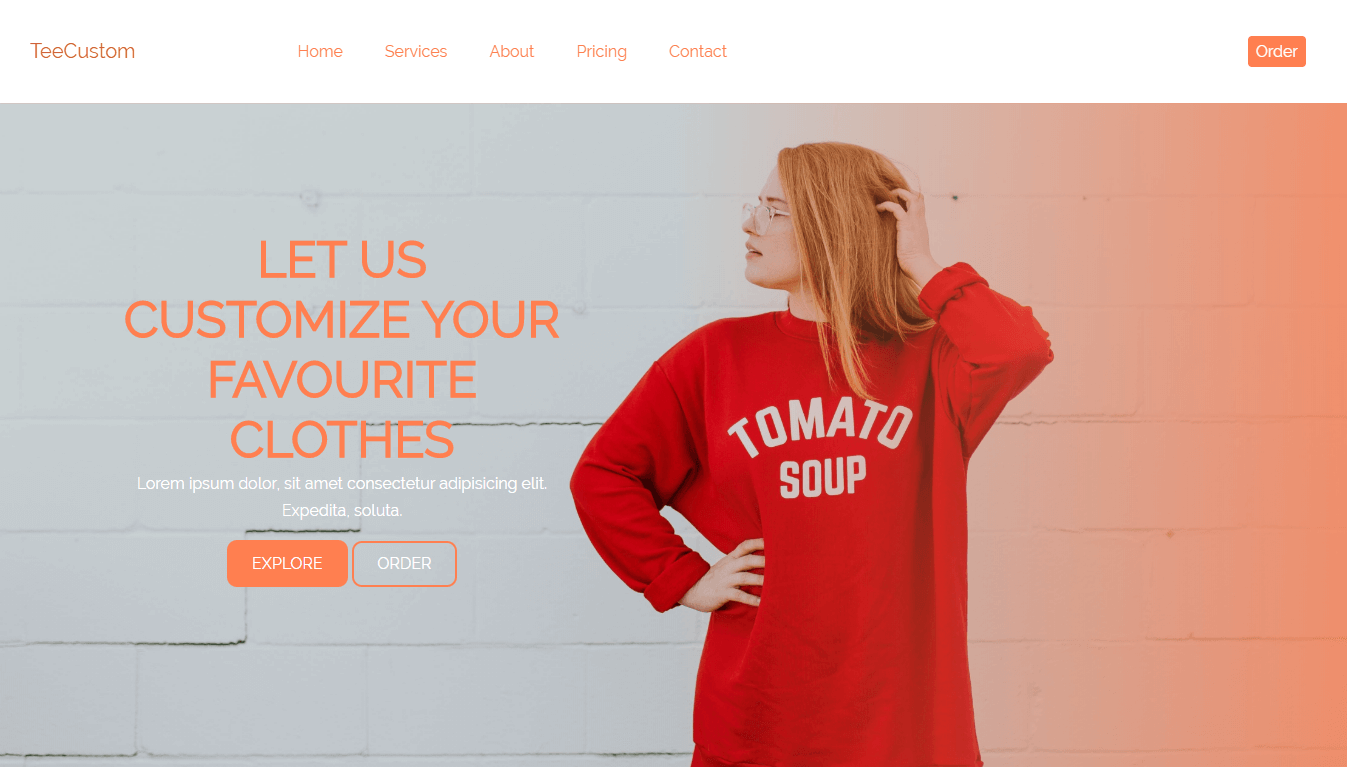 TeeCustom
Home Services About Pricing Contact
Order
LET US
CUSTOMIZE YOUR
FAVOURITE
CLOTHES
Lorem ipsum dolor, sit amet consectetur adipisicing elit.
Expedita, soluta.
EXPLORE ORDER
TOMATO
SOUP